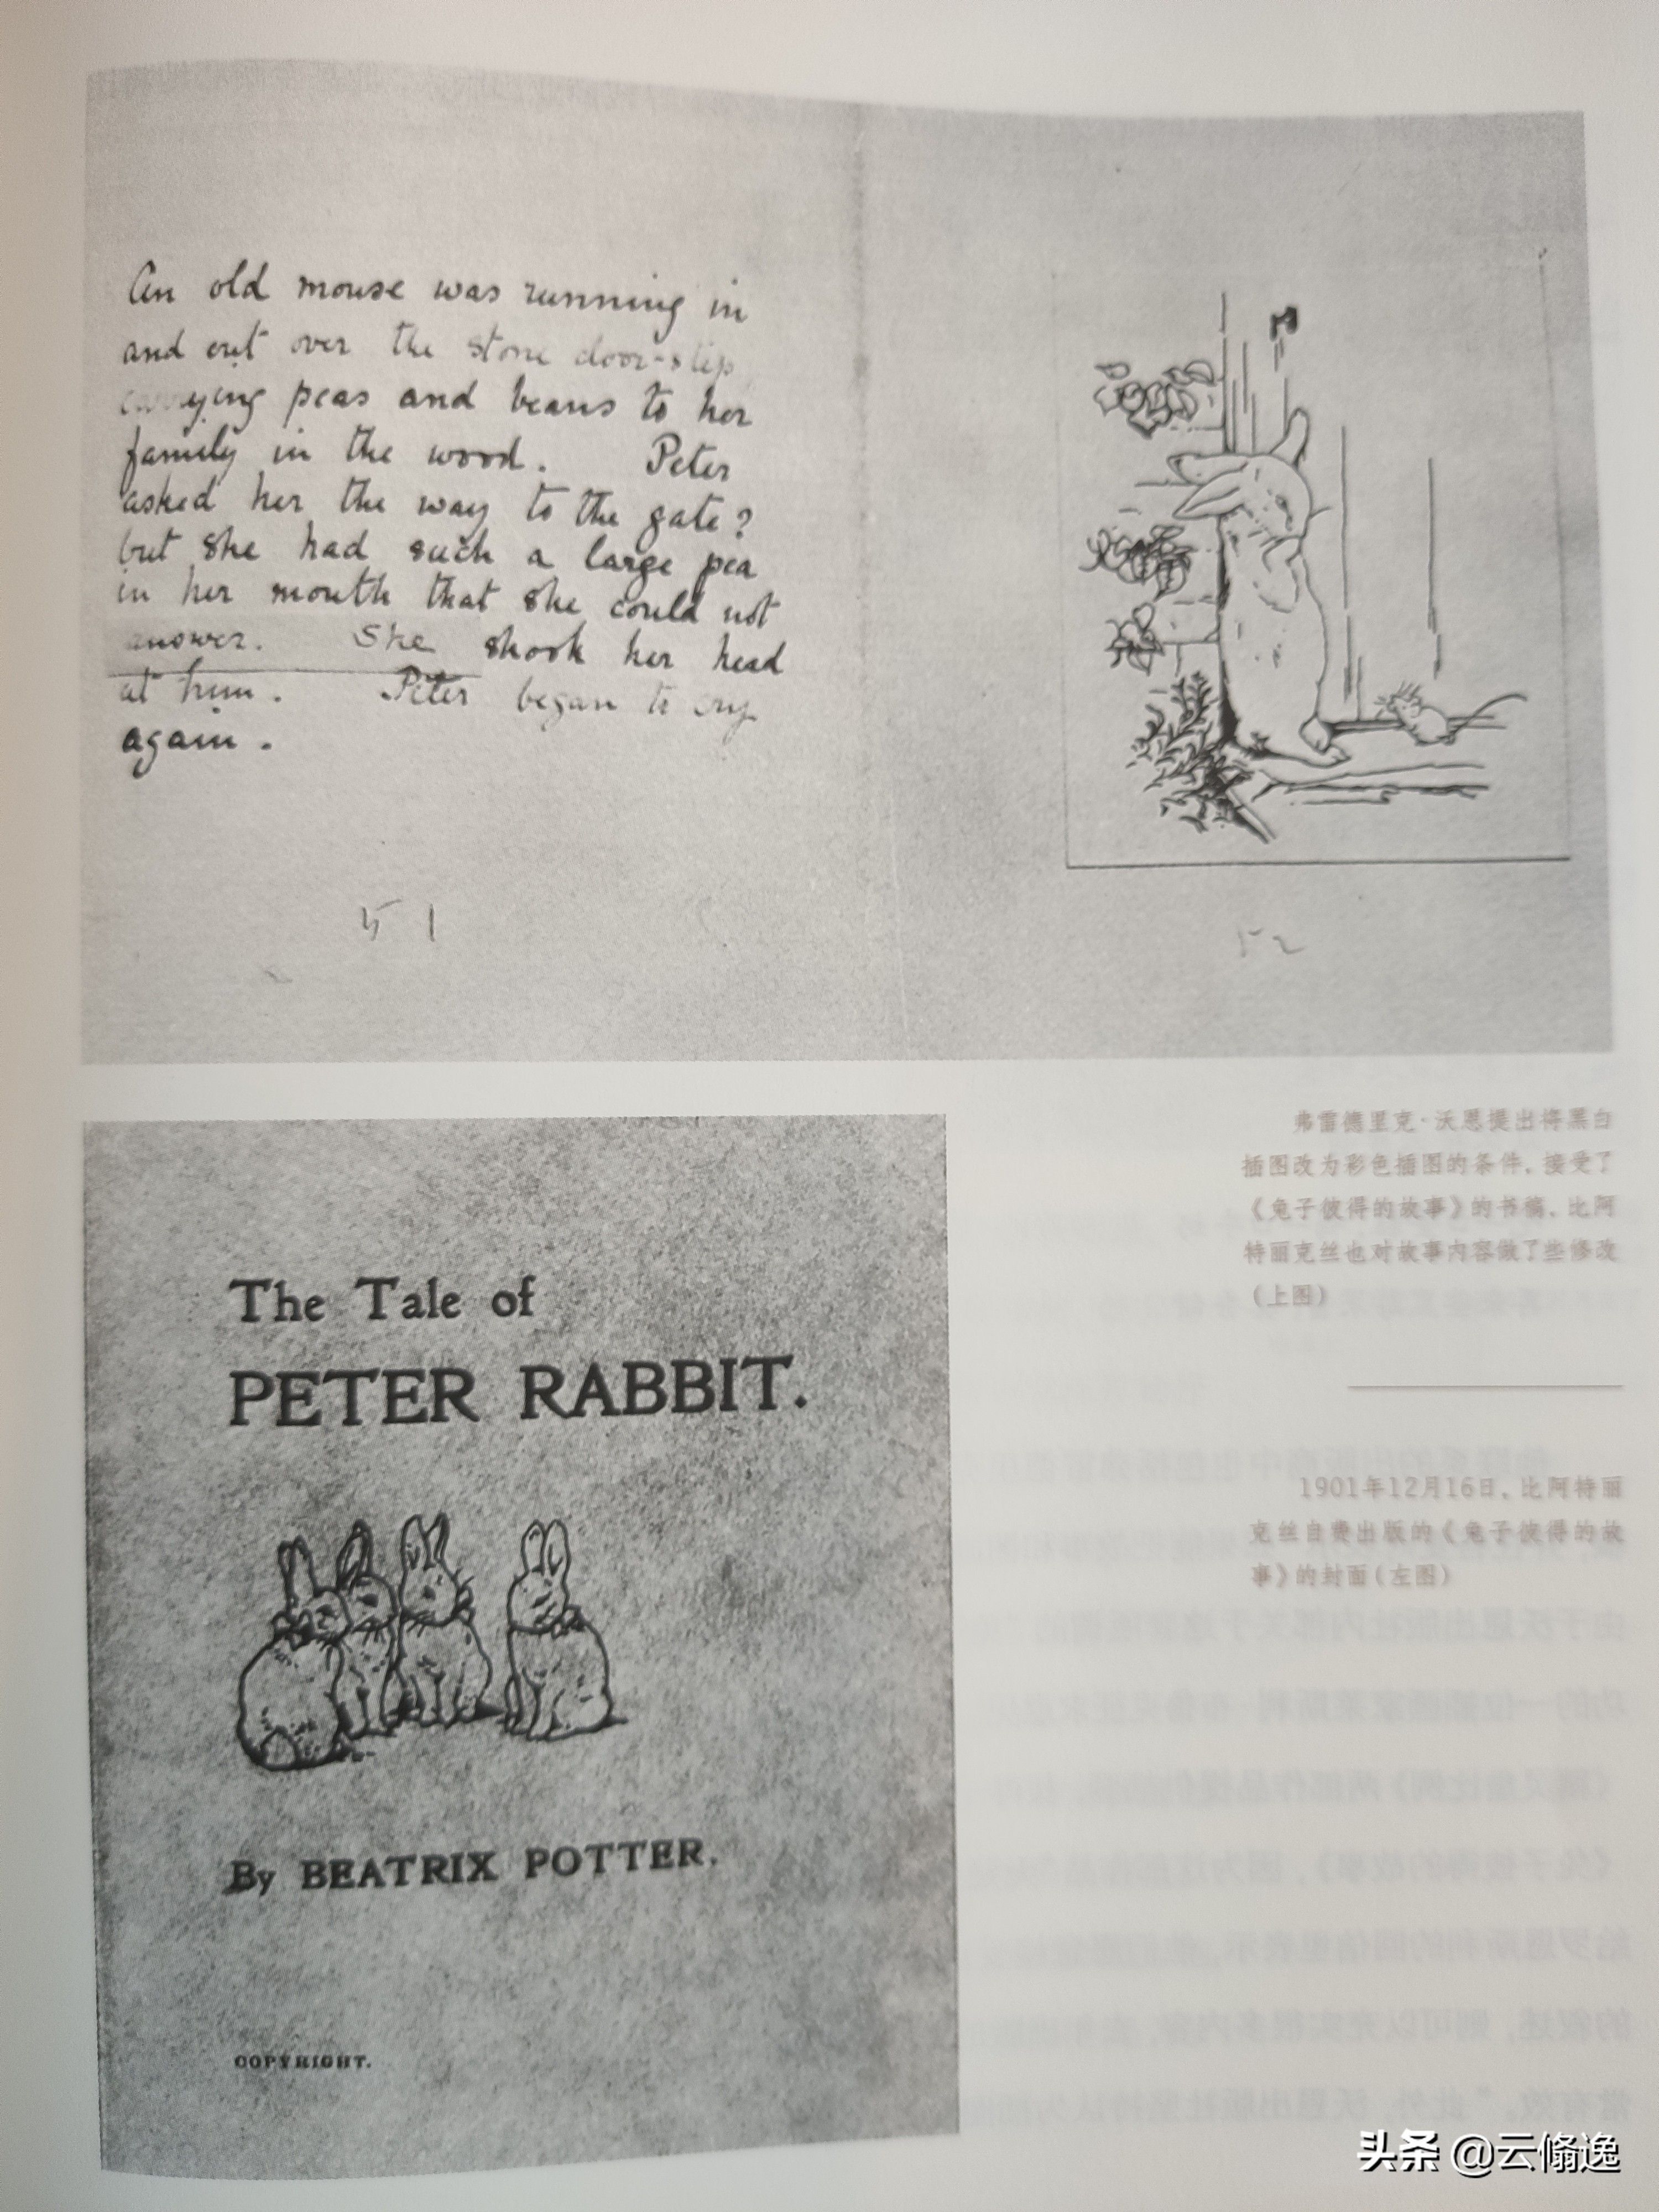 An old mouse was running in
and out over the stone door-step
carrying peas and beans to her
family in the wood. Peter
asked her the way to the gate?
but she had such a large pea
in her mouth that she could not
answer. She shook her head
at him. Peter began to cry
again.
51
52
弗雷德里克·沃恩提出将黑白
插图改为彩色插图的条件，接受了
《兔子彼得的故事》的书稿，比阿
特丽克丝也对故事内容做了些修改
（上图）
The Tale of
PETER RABBIT.
By BEATRIX POTTER.
COPYRIGHT.
1901年12月16日，比阿特丽
克丝自费出版的《兔子彼得的故
事》的封面（左图）
头条 @云翛逸